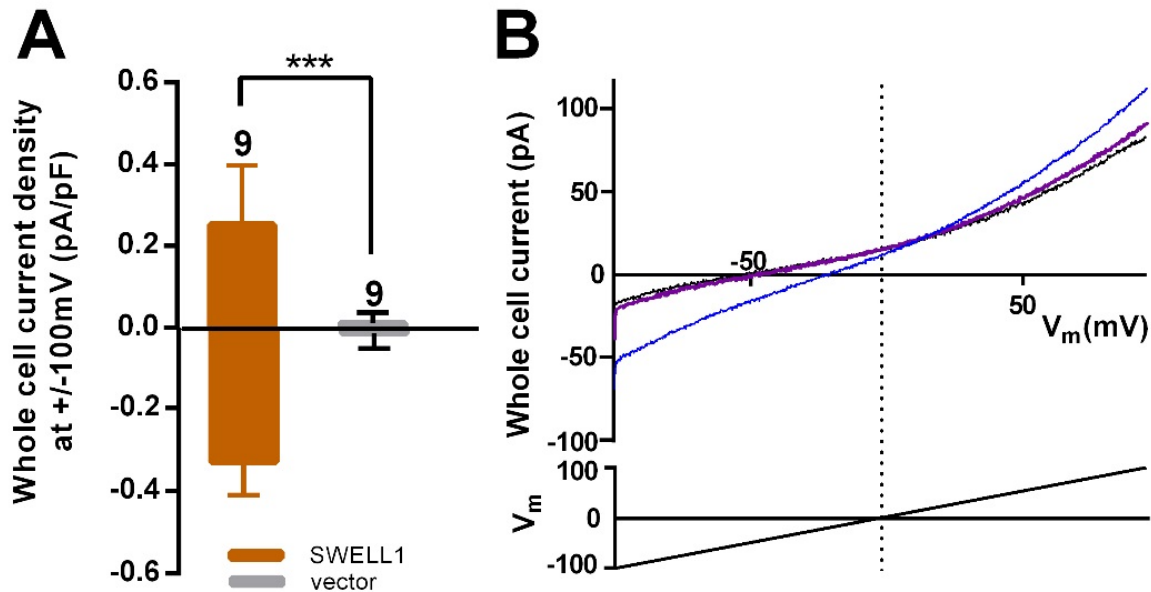 A
Whole cell current density
at +/-100mV (pA/pF)
0.6
0.4
0.2
0.0
-0.2
-0.4
-0.6
***
9
9
SWELL1
vector
B
Whole cell current (pA)
100
50
0
-50
-100
-50
50
Vm(mV)
Vm
100
0
-100